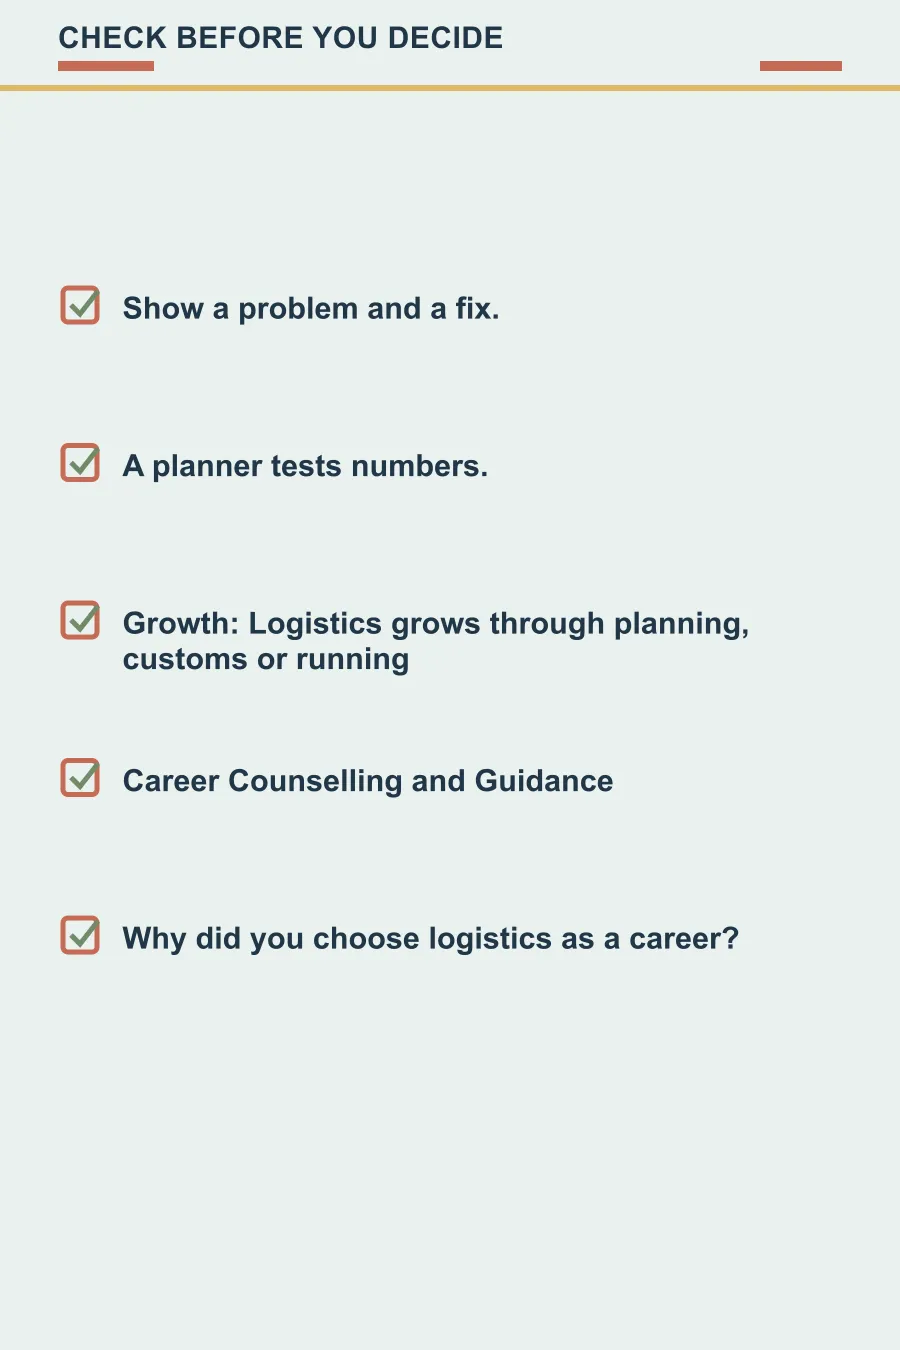 CHECK BEFORE YOU DECIDE
Show a problem and a fix.
A planner tests numbers.
Growth: Logistics grows through planning,
customs or running
Career Counselling and Guidance
Why did you choose logistics as a career?